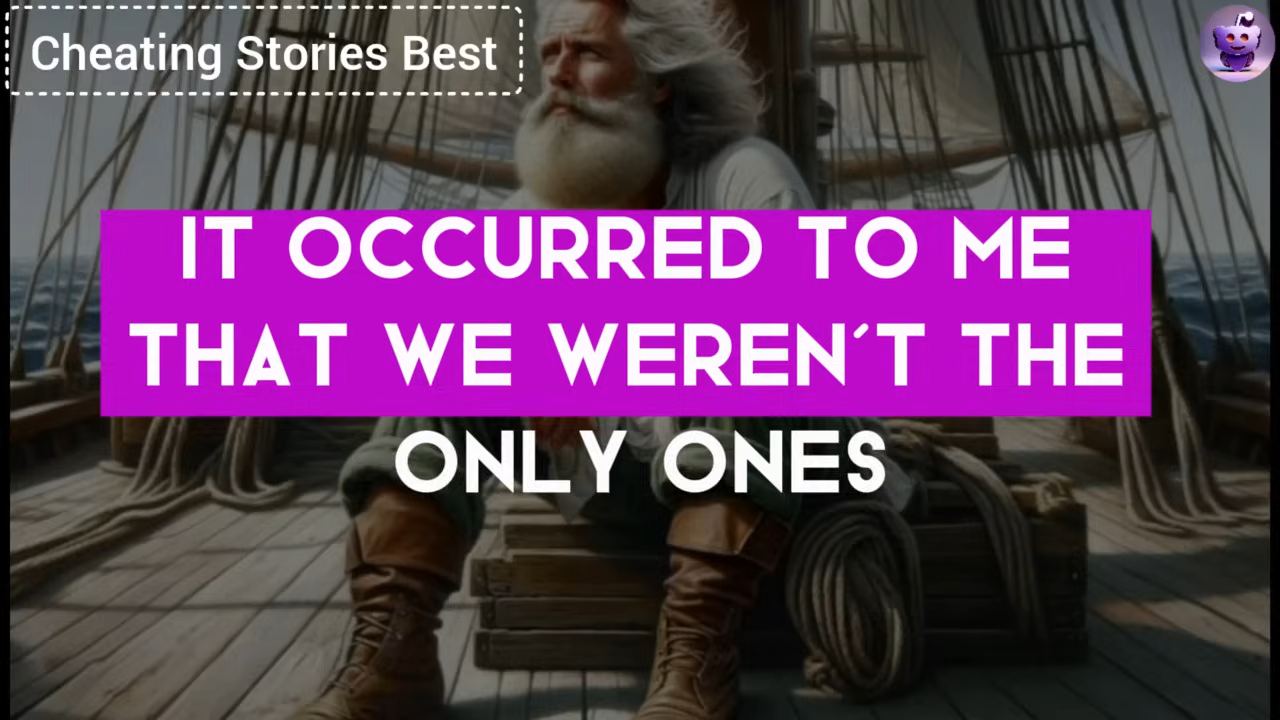 Cheating Stories Best
IT OCCURRED TO ME
THAT WE WEREN´T THE
ONLY ONES